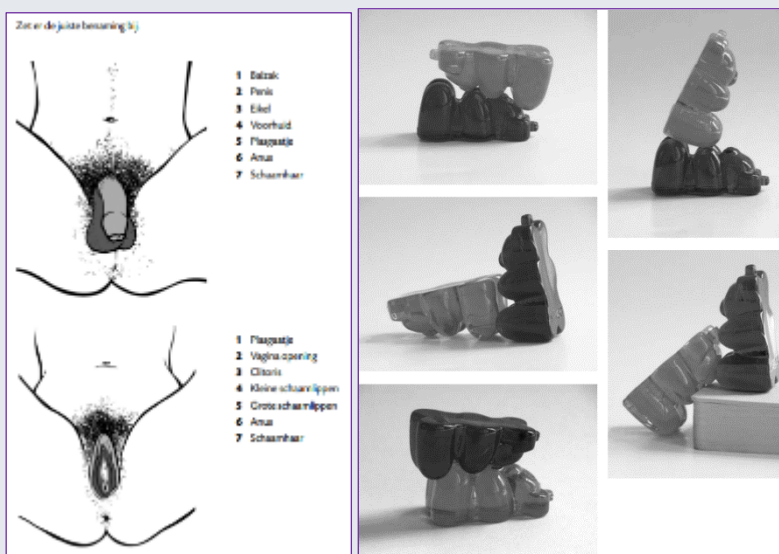 Zet er de juiste benaming bij
1 Balzak
2 Penis
3 Eikel
4 Voorhuid
5 Plasgaatje
6 Anus
7 Schaamhaar
1 Plasgaatje
2 Vagina opening
3 Clitoris
4 Kleine schaamlippen
5 Grote schaamlippen
6 Anus
7 Schaamhaar